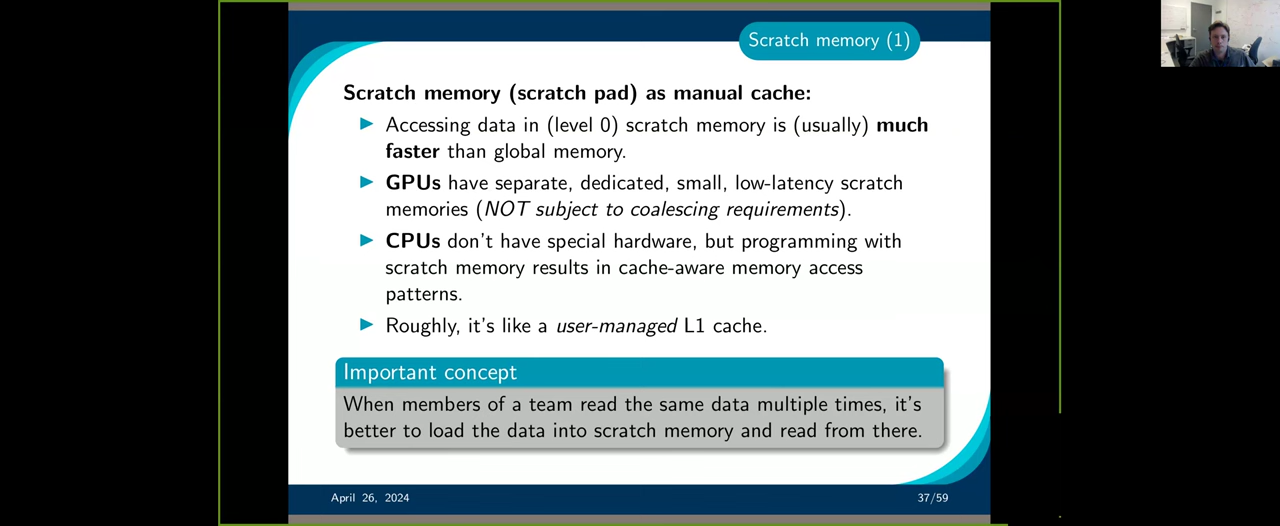 Scratch memory (1)
Scratch memory (scratch pad) as manual cache:
Accessing data in (level 0) scratch memory is (usually) much
faster than global memory.
GPUs have separate, dedicated, small, low-latency scratch
memories (NOT subject to coalescing requirements).
CPUs don't have special hardware, but programming with
scratch memory results in cache-aware memory access
patterns.
Roughly, it's like a user-managed L1 cache.
Important concept
When members of a team read the same data multiple times, it's
better to load the data into scratch memory and read from there.
April 26, 2024
37/59